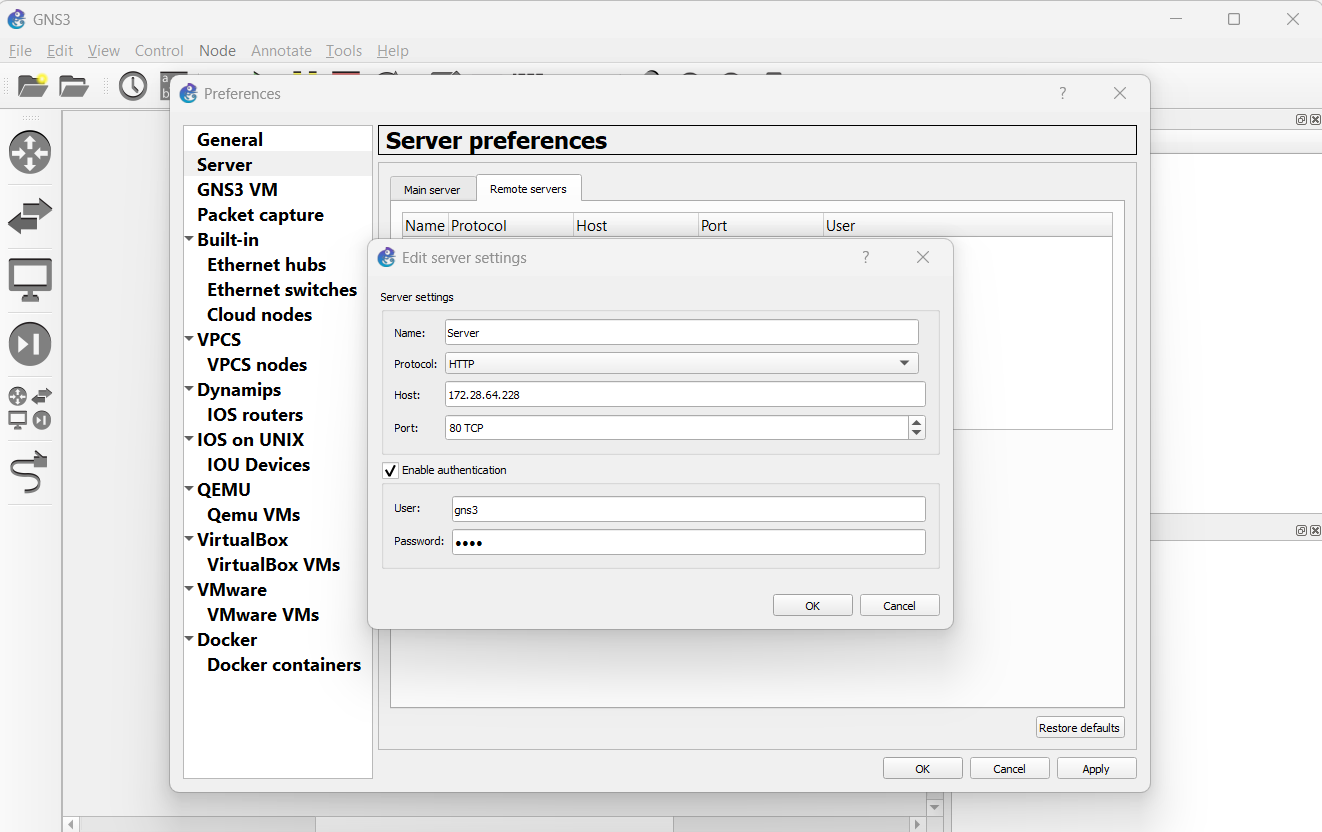 GNS3
File Edit View Control Node Annotate Tools Help
Preferences
General
Server
GNS3 VM
Packet capture
Built-in
Ethernet hubs
Ethernet switches
Cloud nodes
VPCS
VPCS nodes
Dynamips
IOS routers
IOS on UNIX
IOU Devices
QEMU
Qemu VMs
VirtualBox
VirtualBox VMs
VMware
VMware VMs
Docker
Docker containers
Server preferences
Main server Remote servers
Name Protocol Host Port User
Edit server settings
Server settings
Name: Server
Protocol: HTTP
Host: 172.28.64.228
Port: 80 TCP
Enable authentication
User: gns3
Password: ●●●●
OK Cancel
Restore defaults
OK Cancel Apply